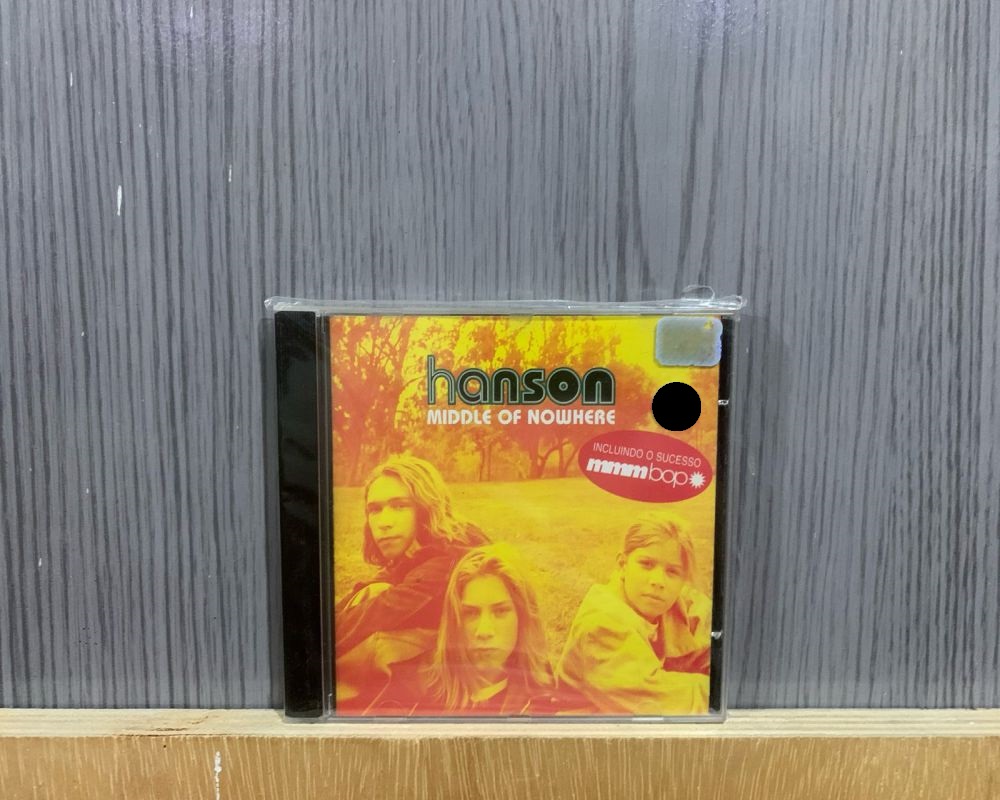 hanson
MIDDLE OF NOWHERE
INCLUINDO O SUCESSO
mmmbop